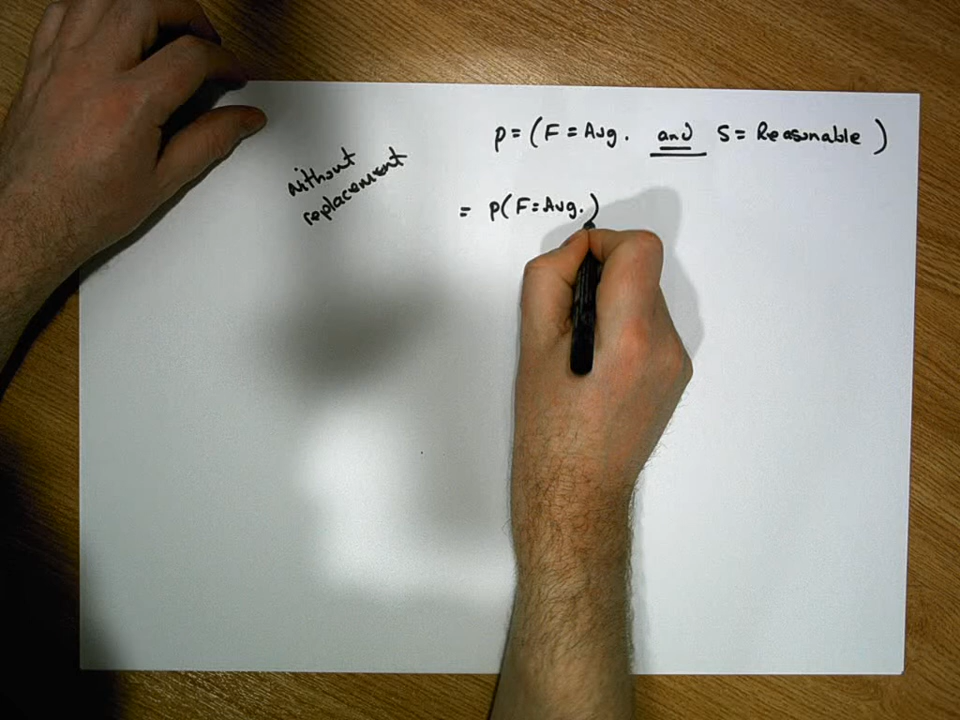 P = ( F = Avg. and S = Reasonable )
without
replacement
= P( F = Avg. )